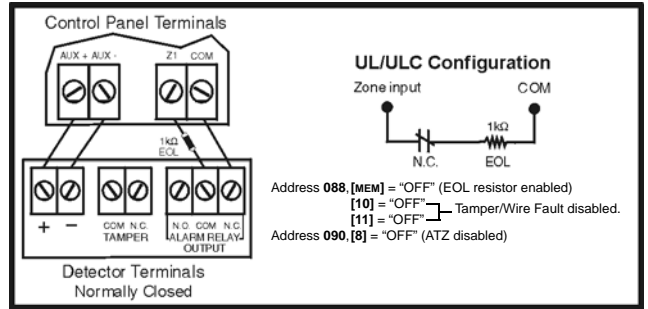 Control Panel Terminals
AUX + AUX -
Z1 COM
1kΩ
EOL
+ -
COM N.C.
TAMPER
N.O. COM N.C.
ALARM RELAY
OUTPUT
Detector Terminals
Normally Closed
UL/ULC Configuration
Zone input
COM
1kΩ
N.C.
EOL
Address 088, [MEM] = “OFF” (EOL resistor enabled)
[10] = “OFF”
[11] = “OFF”
Tamper/Wire Fault disabled.
Address 090, [8] = “OFF” (ATZ disabled)